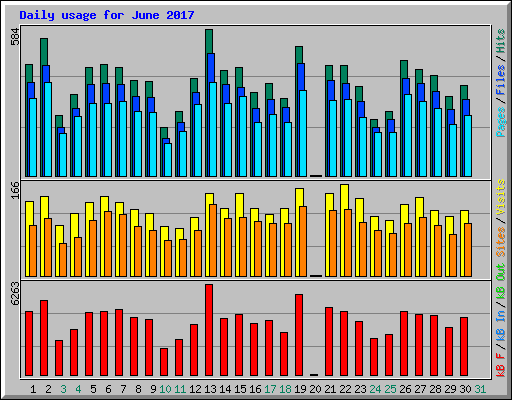 Daily usage for June 2017
584
Pages / Files / Hits
166
Sites / Visits
6263
kB F / kB In / kB Out
1 2 3 4 5 6 7 8 9 10 11 12 13 14 15 16 17 18 19 20 21 22 23 24 25 26 27 28 29 30 31